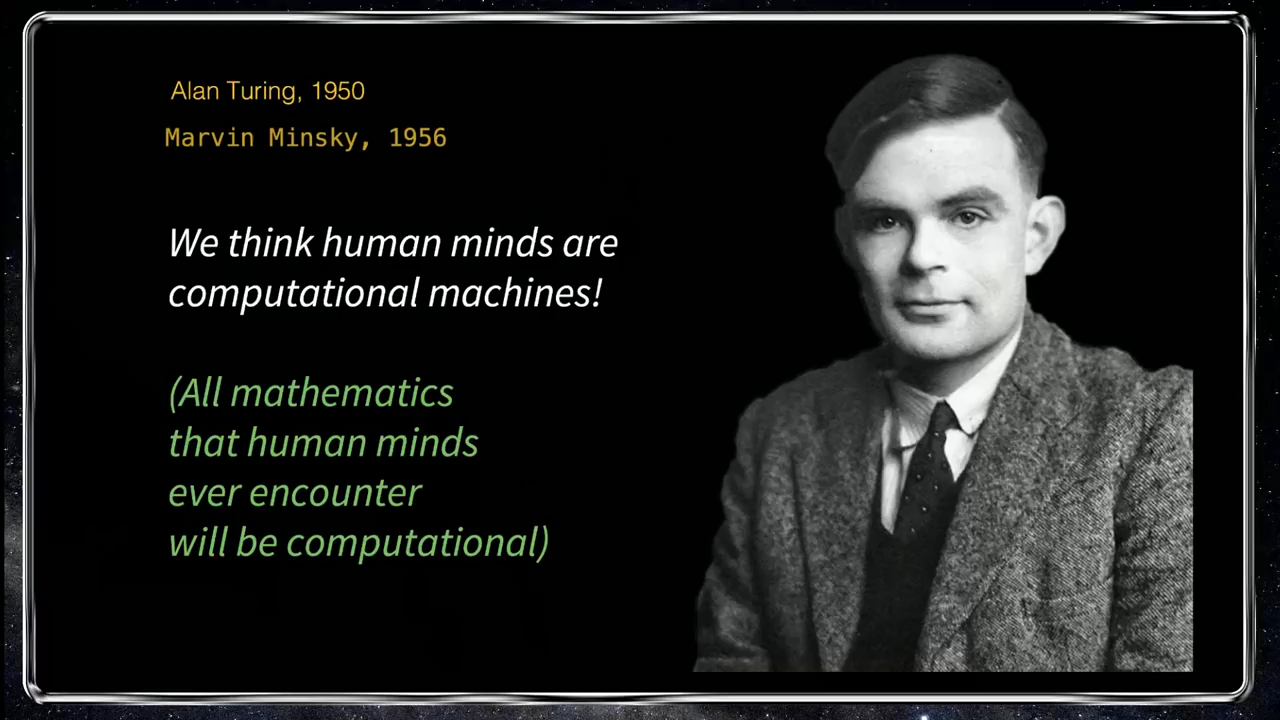 Alan Turing, 1950
Marvin Minsky, 1956
We think human minds are
computational machines!
(All mathematics
that human minds
ever encounter
will be computational)